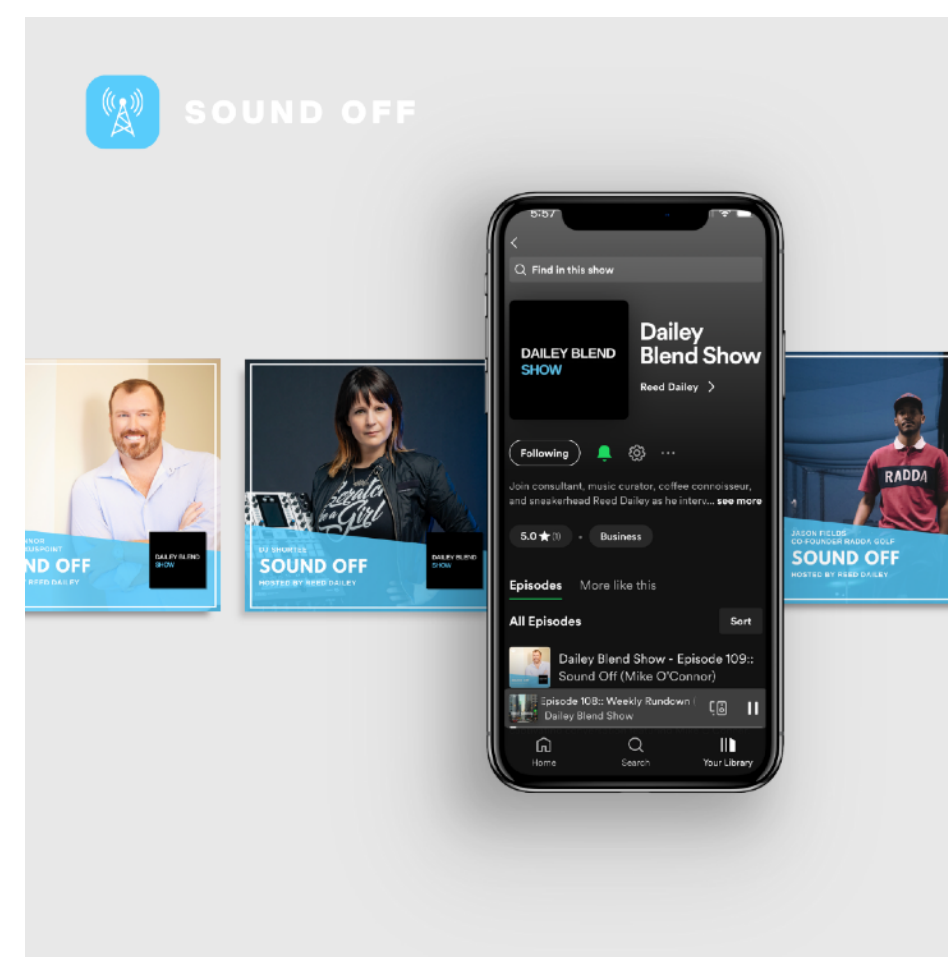 SOUND OFF
5:57
Find in this show
DAILEY BLEND
SHOW
Dailey
Blend Show
Reed Dailey
Following
Join consultant, music curator, coffee connoisseur,
and sneakerhead Reed Dailey as he interv... see more
5.0 ★ (1)
Business
Episodes
More like this
All Episodes
Sort
Dailey Blend Show - Episode 109::
Sound Off (Mike O'Connor)
Episode 108:: Weekly Rundown (
Dailey Blend Show
Home
Search
Your Library
NNOR
ND OFF
REED DAILEY
DAILEY BLEND
SHOW
DJ SHORTEE
SOUND OFF
HOSTED BY REED DAILEY
DAILEY BLEND
SHOW
Scratch
Girl
RADDA
JASON FIELDS
CO-FOUNDER RADDA GOLF
SOUND OFF
HOSTED BY REED DAILEY